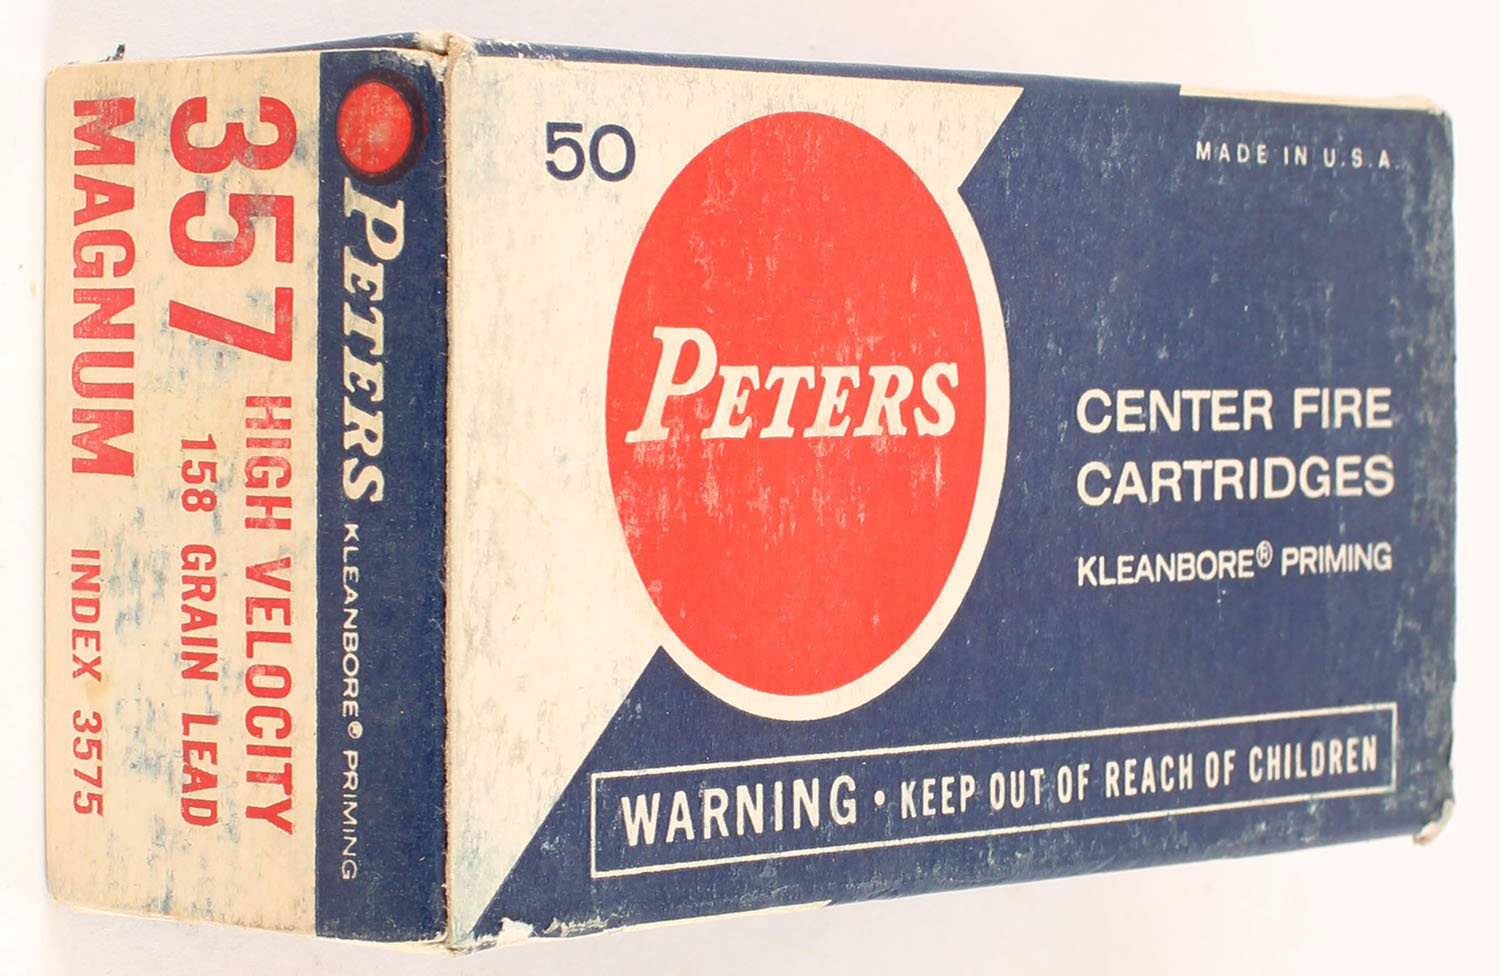 50
MADE IN U.S.A.
PETERS
CENTER FIRE
CARTRIDGES
KLEANBORE® PRIMING
WARNING • KEEP OUT OF REACH OF CHILDREN
PETERS KLEANBORE® PRIMING
357 HIGH VELOCITY
158 GRAIN LEAD
MAGNUM INDEX 3575